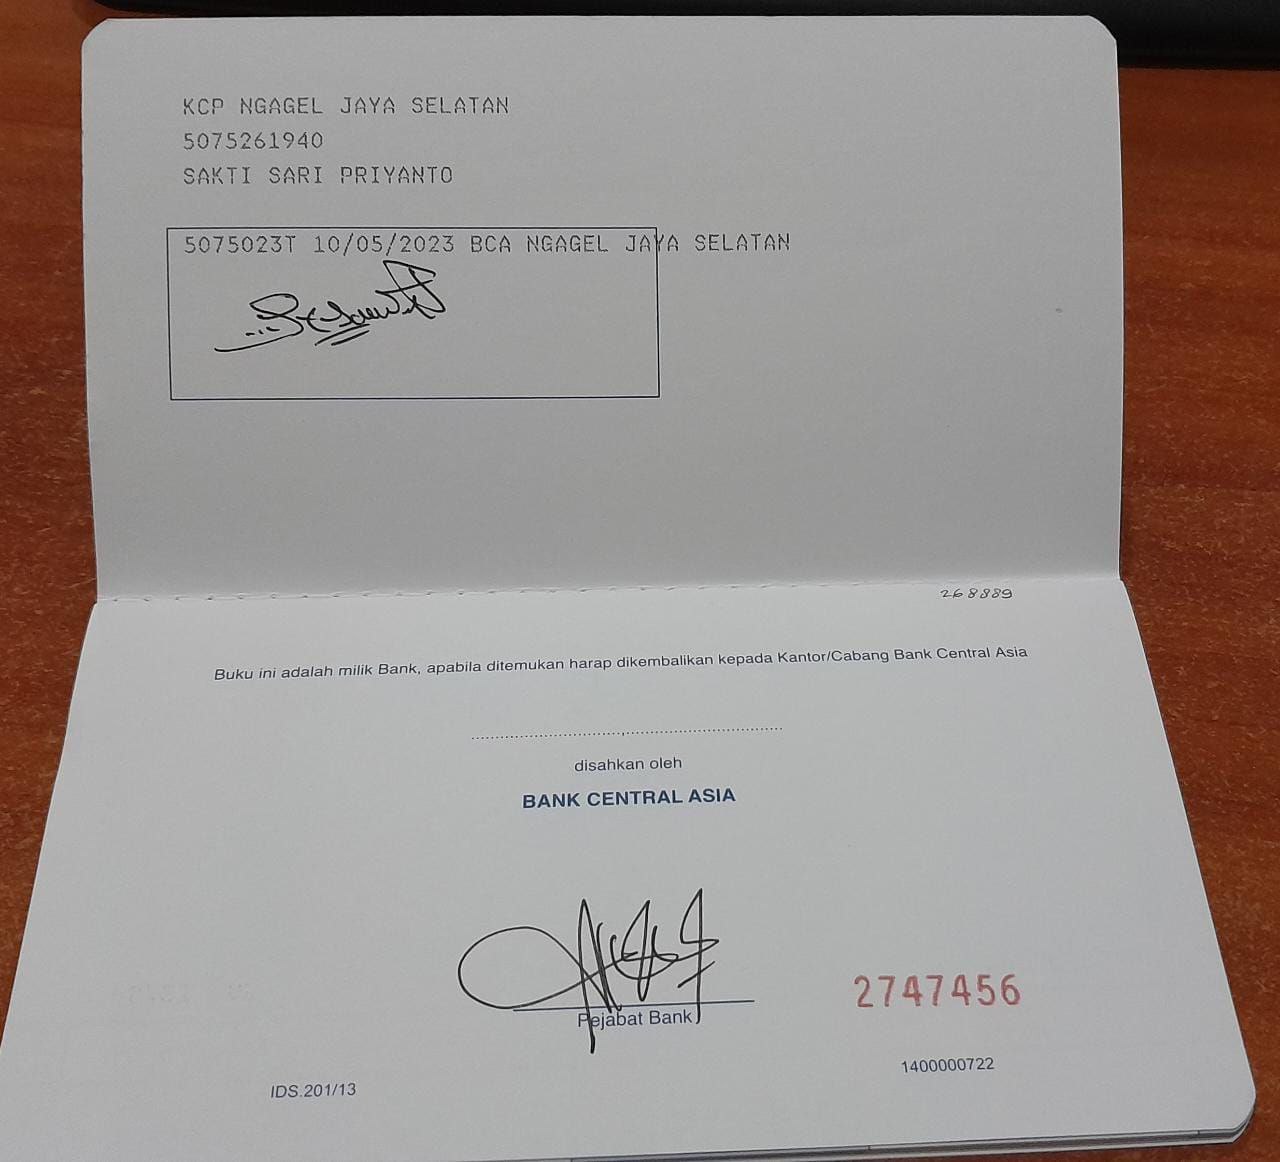 KCP NGAGEL JAYA SELATAN
5075261940
SAKTI SARI PRIYANTO
5075023T 10/05/2023 BCA NGAGEL JAYA SELATAN
268889
Buku ini adalah milik Bank, apabila ditemukan harap dikembalikan kepada Kantor/Cabang Bank Central Asia
disahkan oleh
BANK CENTRAL ASIA
Pejabat Bank
2747456
1400000722
IDS.201/13